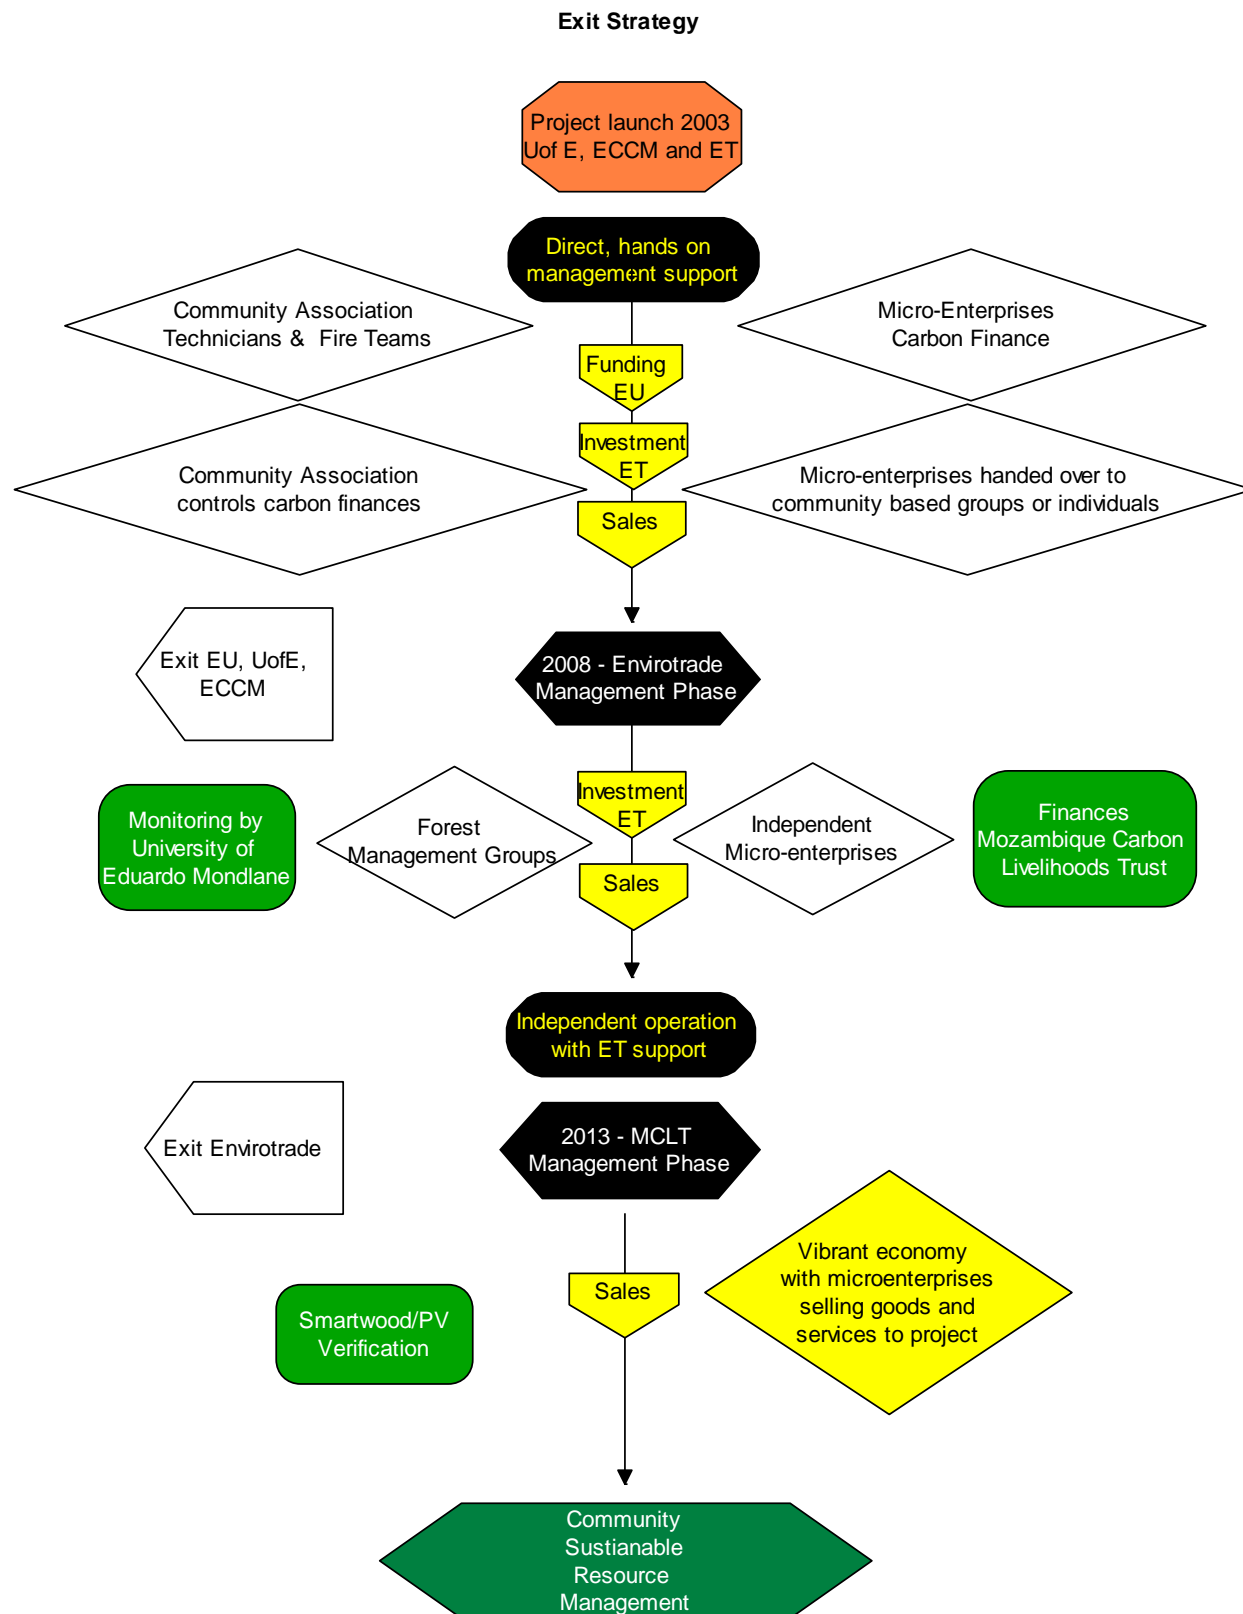 Exit Strategy
Project launch 2003
Uof E, ECCM and ET
Direct, hands on
management support
Community Association
Technicians & Fire Teams
Micro-Enterprises
Carbon Finance
Funding
EU
Investment
ET
Community Association
controls carbon finances
Micro-enterprises handed over to
community based groups or individuals
Sales
Exit EU, UofE,
ECCM
2008 - Envirotrade
Management Phase
Monitoring by
University of
Eduardo Mondlane
Forest
Management Groups
Investment
ET
Independent
Micro-enterprises
Finances
Mozambique Carbon
Livelihoods Trust
Sales
Independent operation
with ET support
Exit Envirotrade
2013 - MCLT
Management Phase
Vibrant economy
with microenterprises
selling goods and
services to project
Sales
Smartwood/PV
Verification
Community
Sustianable
Resource
Management